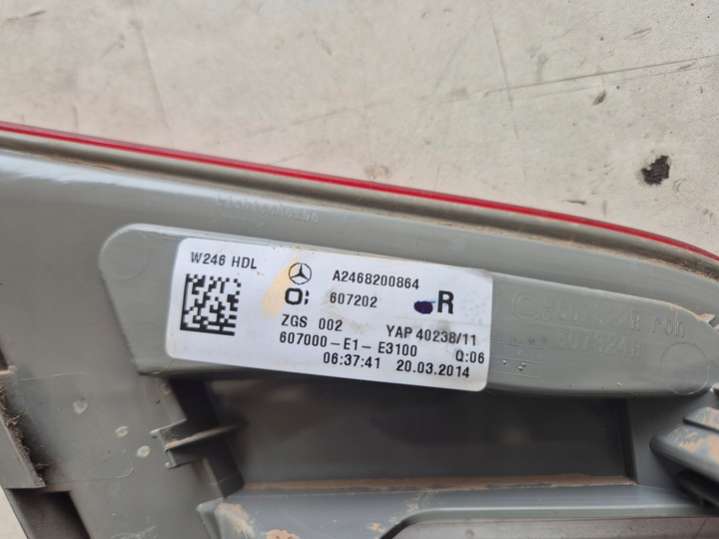 W246 HDL
A2468200864
607202 R
ZGS 002 YAP 40238/11
607000-E1-E3100 Q:06
06:37:41 20.03.2014